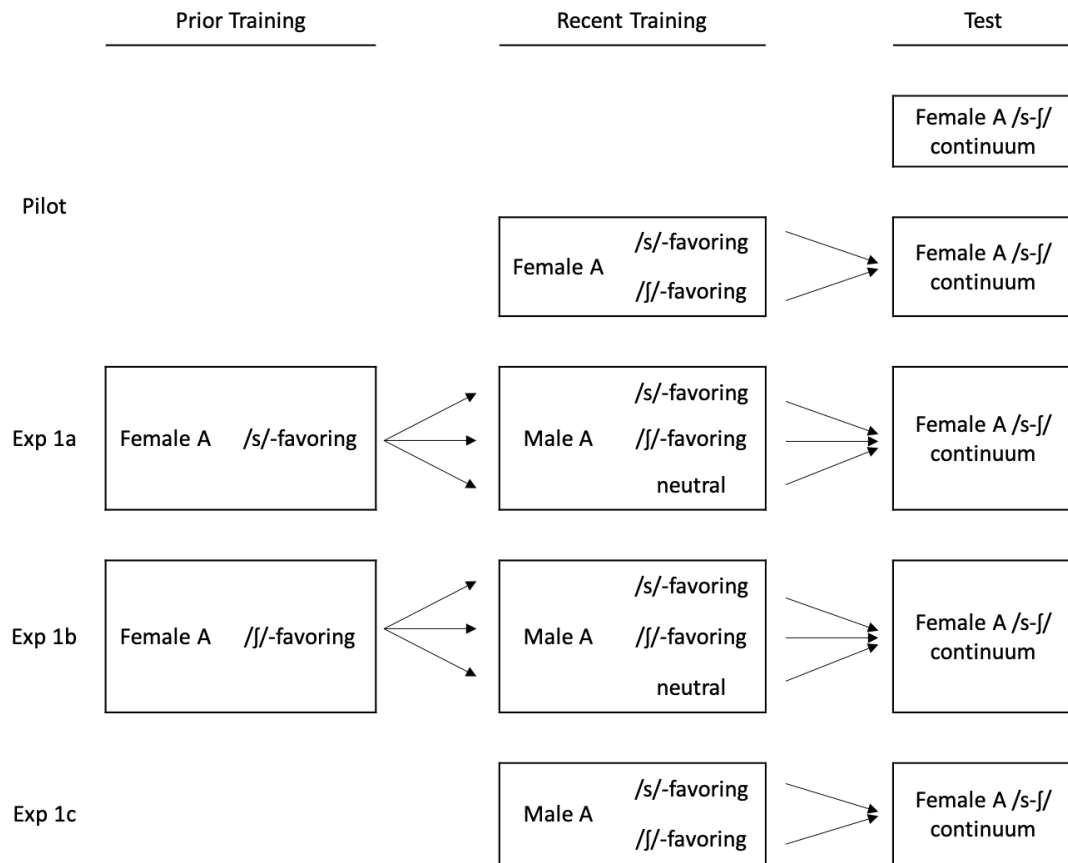 Prior Training Recent Training Test
Female A /s-ʃ/
continuum
Pilot
Female A
/s/-favoring
/ʃ/-favoring
Female A /s-ʃ/
continuum
Exp 1a
Female A /s/-favoring
Male A
/s/-favoring
/ʃ/-favoring
neutral
Female A /s-ʃ/
continuum
Exp 1b
Female A /ʃ/-favoring
Male A
/s/-favoring
/ʃ/-favoring
neutral
Female A /s-ʃ/
continuum
Exp 1c
Male A
/s/-favoring
/ʃ/-favoring
Female A /s-ʃ/
continuum